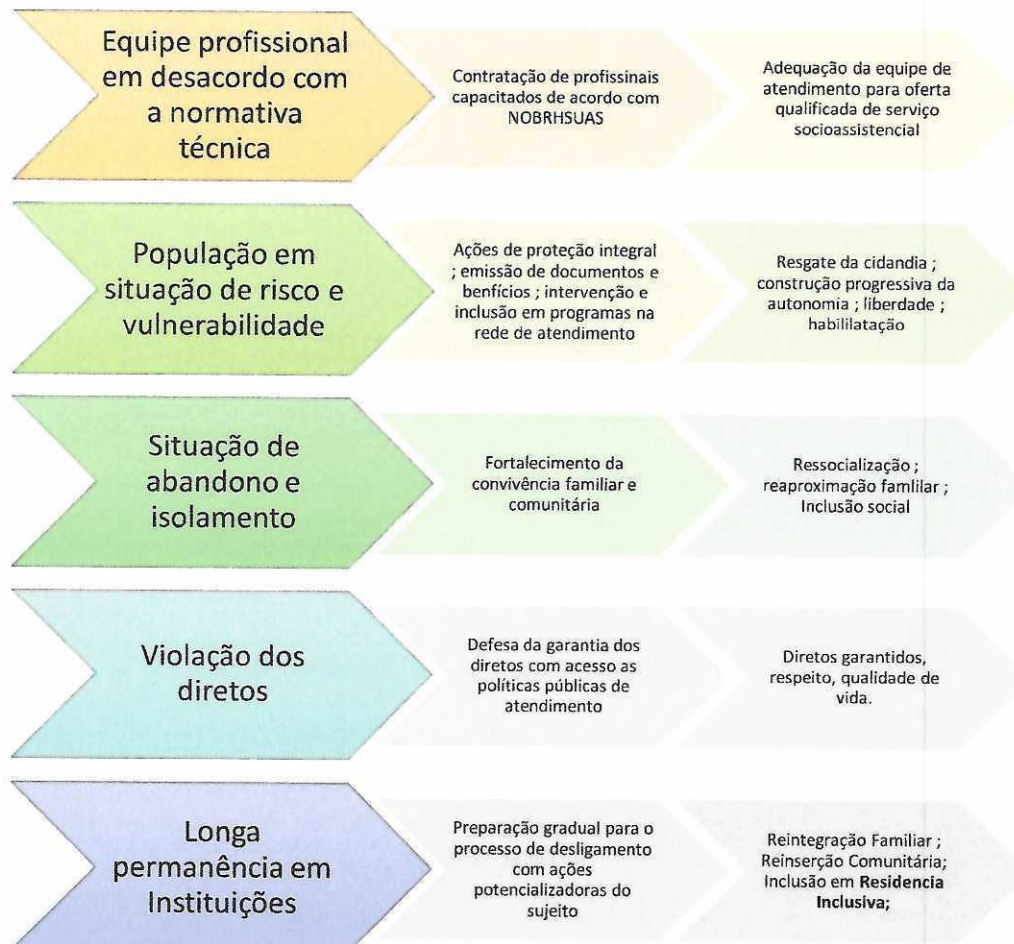 Equipe profissional
em desacordo com
a normativa
técnica
Contratação de profissinais
capacitados de acordo com
NOBRHSUAS
Adequação da equipe de
atendimento para oferta
qualificada de serviço
socioassistencial
População em
situação de risco e
vulnerabilidade
Ações de proteção integral
; emissão de documentos e
benfícios ; intervenção e
inclusão em programas na
rede de atendimento
Resgate da cidandia ;
construção progressiva da
autonomia ; liberdade ;
habililatação
Situação de
abandono e
isolamento
Fortalecimento da
convivência familiar e
comunitária
Ressocialização ;
reaproximação famlilar ;
Inclusão social
Violação dos
diretos
Defesa da garantia dos
diretos com acesso as
políticas públicas de
atendimento
Diretos garantidos,
respeito, qualidade de
vida.
Longa
permanência em
Instituições
Preparação gradual para o
processo de desligamento
com ações
potencializadoras do
sujeito
Reintegração Familiar ;
Reinserção Comunitária;
Inclusão em Residencia
Inclusiva;